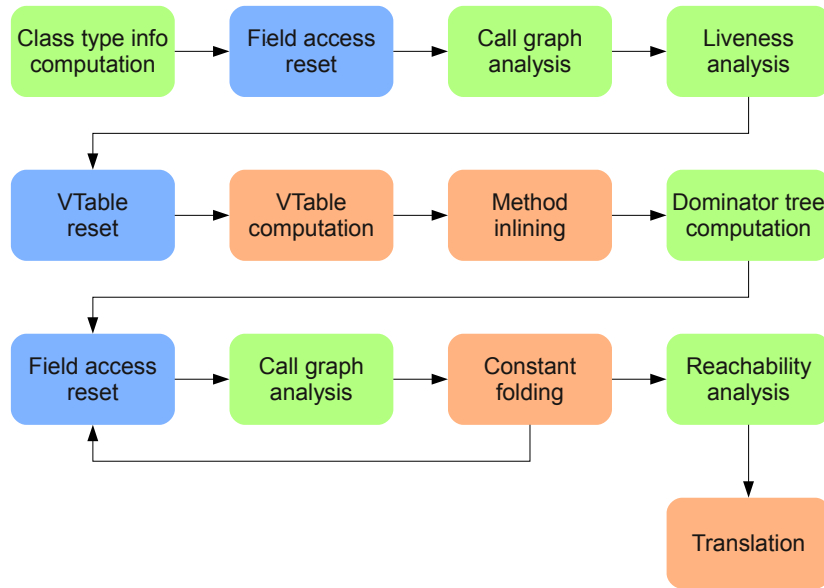 Class type info
computation
Field access
reset
Call graph
analysis
Liveness
analysis
VTable
reset
VTable
computation
Method
inlining
Dominator tree
computation
Field access
reset
Call graph
analysis
Constant
folding
Reachability
analysis
Translation